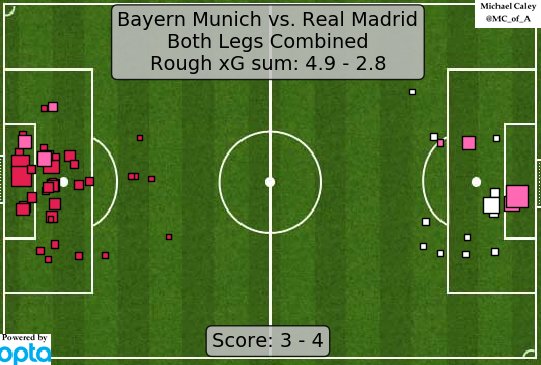 Michael Caley
@MC_of_A
Bayern Munich vs. Real Madrid
Both Legs Combined
Rough xG sum: 4.9 - 2.8
Score: 3 - 4
Powered by
opta